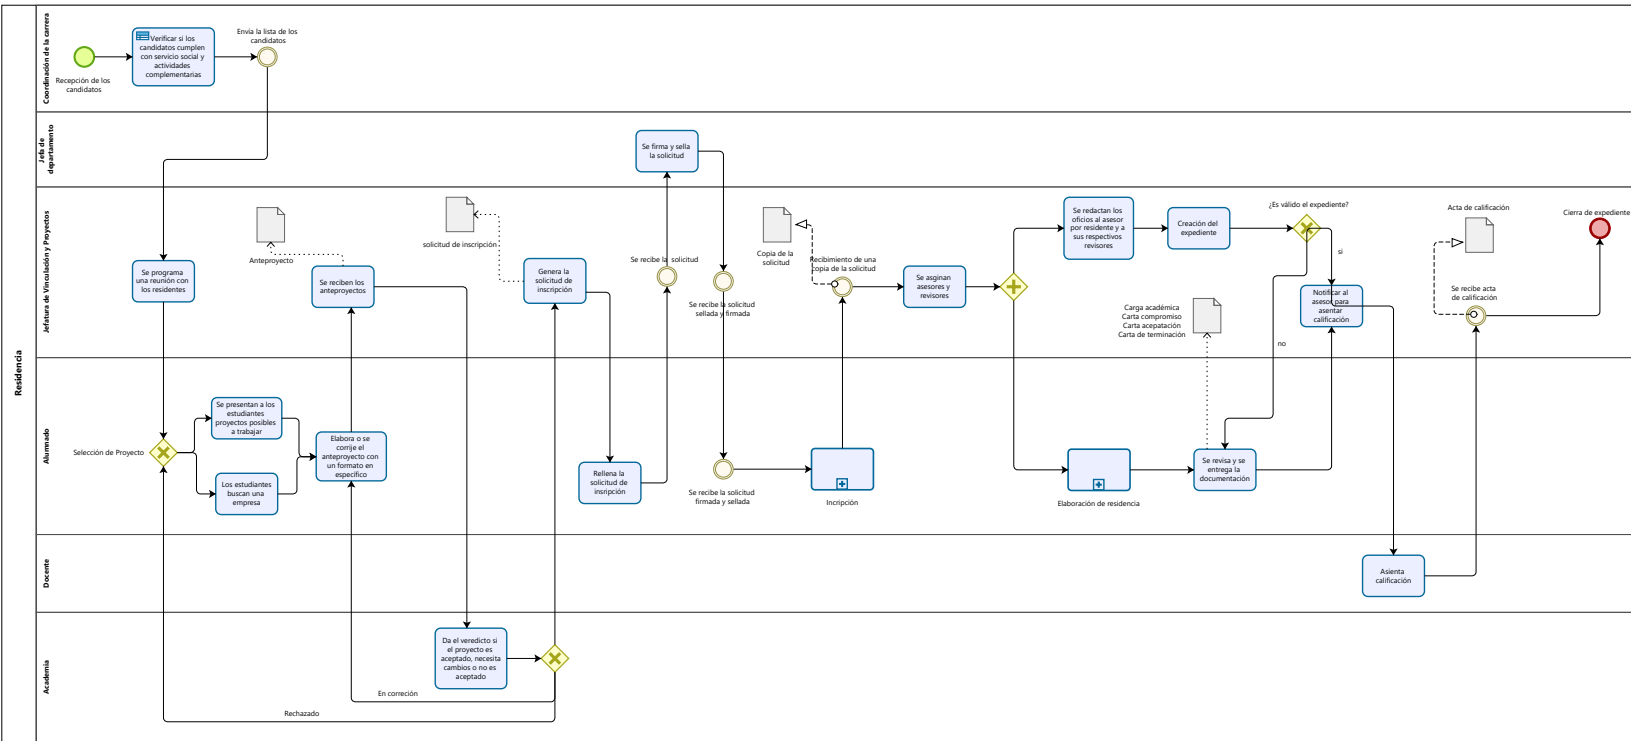 Residencia
Coordinación de la carrera
Recepción de los
candidatos
Verificar si los
candidatos cumplen
con servicio social y
actividades
complementarias
Envía la lista de los
candidatos
Jefa de
departamento
Se firma y sella
la solicitud
Jefatura de Vinculación y Proyectos
Se programa
una reunión con
los residentes
Anteproyecto
Se reciben los
anteproyectos
solicitud de inscripción
Genera la
solicitud de
inscripción
Se recibe la solicitud
Se recibe la solicitud
sellada y firmada
Copia de la
solicitud
Recibimiento de una
copia de la solicitud
Se asginan
asesores y
revisores
Se redactan los
oficios al asesor
por residente y a
sus respectivos
revisores
Creación del
expediente
¿Es válido el expediente?
si
no
Notificar al
asesor para
asentar
calificación
Carga académica
Carta compromiso
Carta acepatación
Carta de terminación
Acta de calificación
Se recibe acta
de calificación
Cierra de expediente
Alumnado
Selección de Proyecto
Se presentan a los
estudiantes
proyectos posibles
a trabajar
Los estudiantes
buscan una
empresa
Elabora o se
corrije el
anteproyecto con
un formato en
específico
Rellena la
solicitud de
insripción
Se recibe la solicitud
firmada y sellada
Incripción
Elaboración de residencia
Se revisa y se
entrega la
documentación
Docente
Asienta
calificación
Academia
Da el veredicto si
el proyecto es
aceptado, necesita
cambios o no es
aceptado
En correción
Rechazado